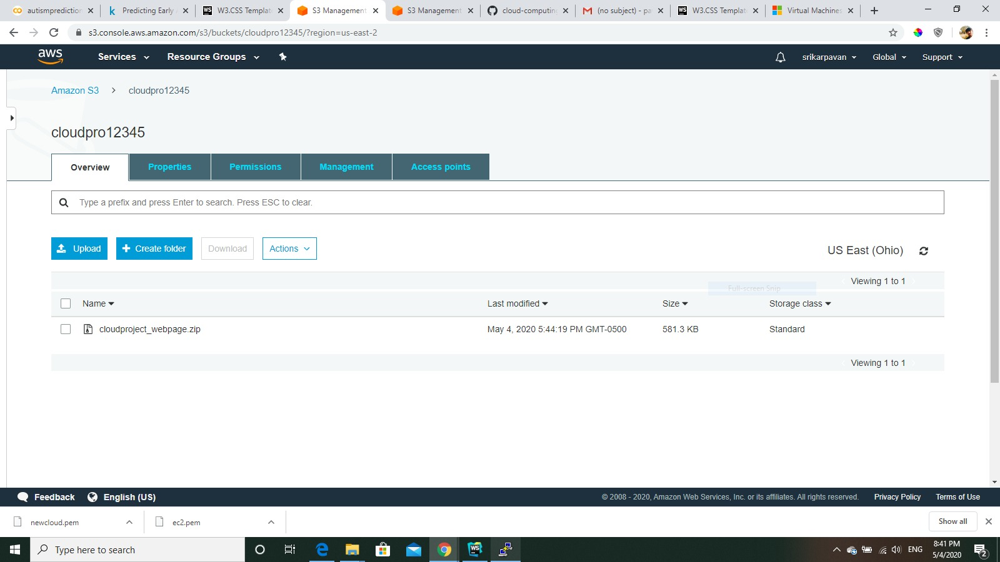 autismprediction
Predicting Early
W3.CSS Templat
S3 Management
S3 Management
cloud-computing
(no subject) - pa
W3.CSS Templat
Virtual Machines
s3.console.aws.amazon.com/s3/buckets/cloudpro12345/?region=us-east-2
aws
Services
Resource Groups
srikarpavan
Global
Support
Amazon S3 > cloudpro12345
cloudpro12345
Overview
Properties
Permissions
Management
Access points
Type a prefix and press Enter to search. Press ESC to clear.
Upload
+ Create folder
Download
Actions
US East (Ohio)
Viewing 1 to 1
Full-screen Snip
Name
Last modified
Size
Storage class
cloudproject_webpage.zip
May 4, 2020 5:44:19 PM GMT-0500
581.3 KB
Standard
Viewing 1 to 1
Feedback
English (US)
© 2008 - 2020, Amazon Web Services, Inc. or its affiliates. All rights reserved.
Privacy Policy
Terms of Use
newcloud.pem
ec2.pem
Show all
Type here to search
ENG
8:41 PM
5/4/2020
2